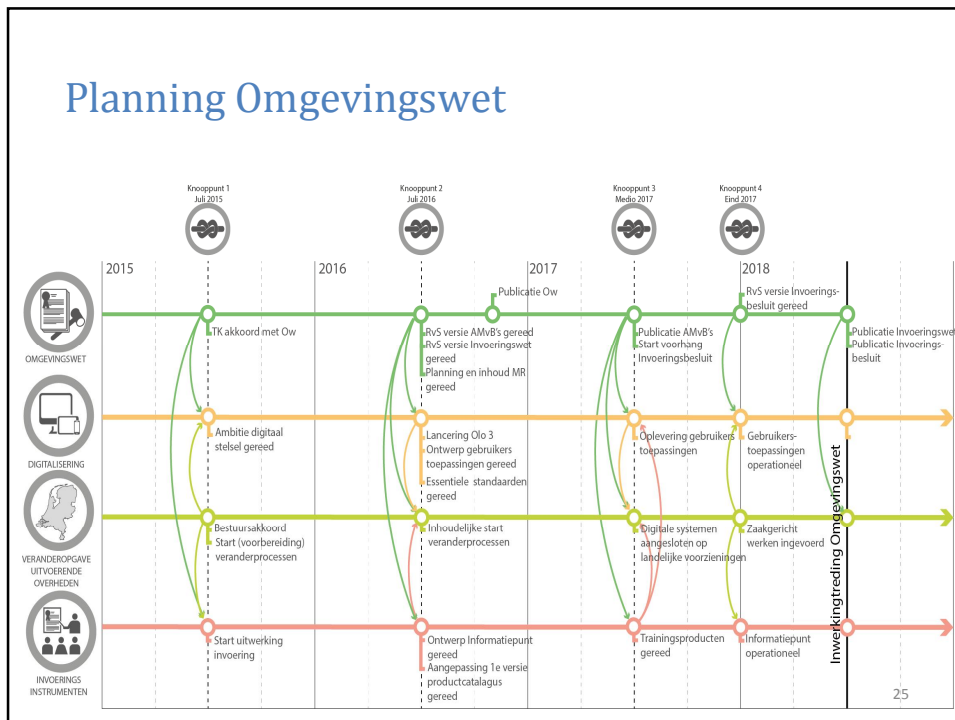 Planning Omgevingswet
Knooppunt 1
Juli 2015
Knooppunt 2
Juli 2016
Knooppunt 3
Medio 2017
Knooppunt 4
Eind 2017
2015
2016
2017
2018
OMGEVINGSWET
TK akkoord met Ow
RvS versie AMvB's gereed
RvS versie Invoeringswet
gereed
Planning en inhoud MR
gereed
Publicatie Ow
Publicatie AMvB's
Start voorhang
Invoeringsbesluit
RvS versie Invoerings-
besluit gereed
Publicatie Invoeringswet
Publicatie Invoerings-
besluit
DIGITALISERING
Ambitie digitaal
stelsel gereed
Lancering Olo 3
Ontwerp gebruikers
toepassingen gereed
Essentiele standaarden
gereed
Oplevering gebruikers
toepassingen
Gebruikers-
toepassingen
operationeel
VERANDEROPGAVE
UITVOERENDE
OVERHEDEN
Bestuursakkoord
Start (voorbereiding)
veranderprocessen
Inhoudelijke start
veranderprocessen
Digitale systemen
aangesloten op
landelijke voorzieningen
Zaakgericht
werken ingevoerd
INVOERINGS
INSTRUMENTEN
Start uitwerking
invoering
Ontwerp Informatiepunt
gereed
Aangepassing 1e versie
productcatalagus
gereed
Trainingsproducten
gereed
Informatiepunt
operationeel
Inwerkingtreding Omgevingswet
25